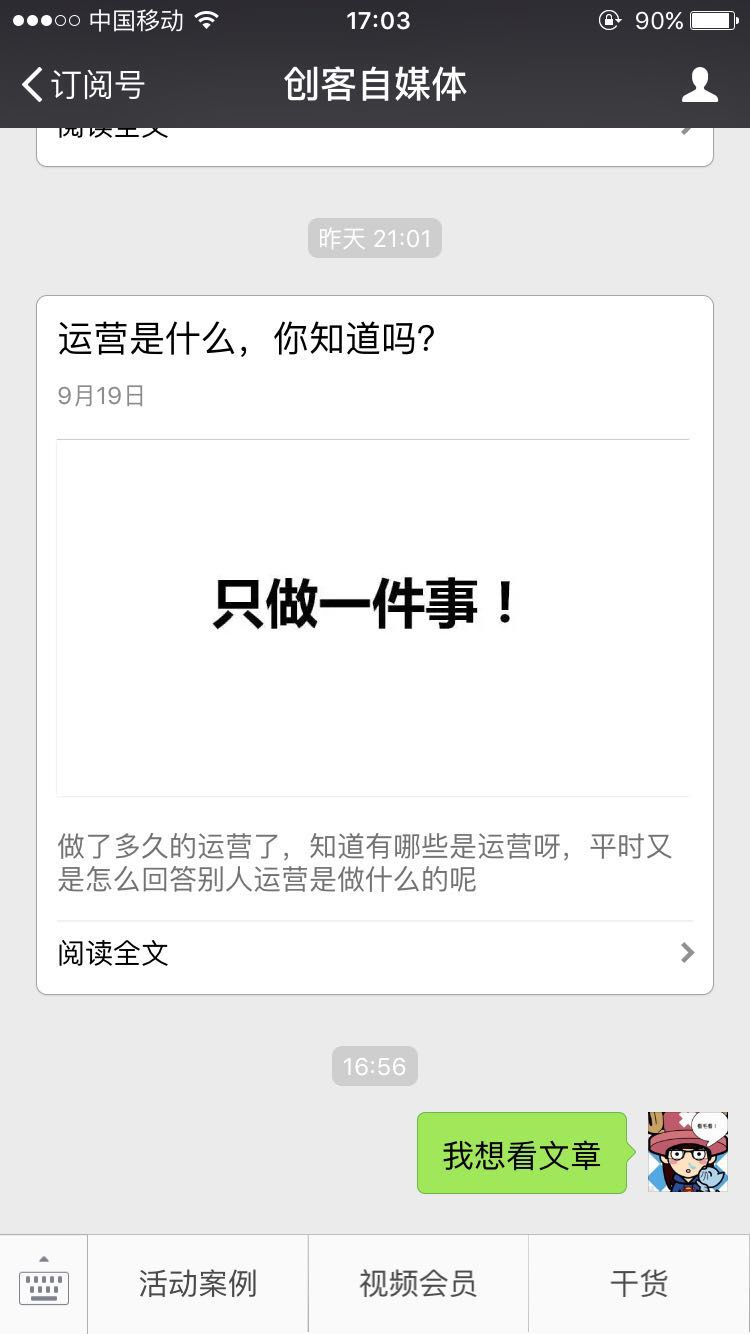 中国移动 17:03 90%
订阅号 创客自媒体
阅读全文
昨天 21:01
运营是什么，你知道吗？
9月19日
只做一件事！
做了多久的运营了，知道有哪些是运营呀，平时又
是怎么回答别人运营是做什么的呢
阅读全文
16:56
我想看文章
活动案例 视频会员 干货